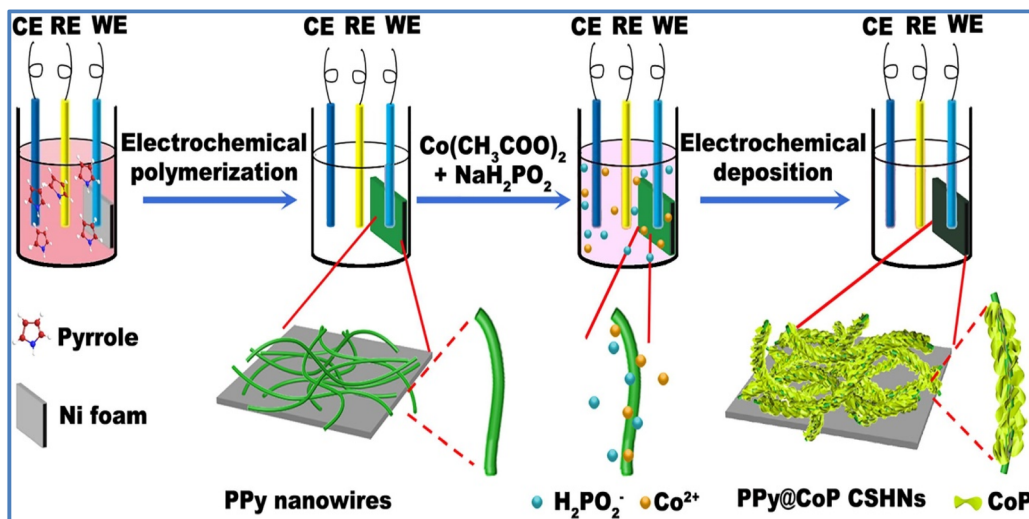 CE RE WE
CE RE WE
CE RE WE
CE RE WE
Electrochemical
polymerization
Co(CH₃COO)₂
+ NaH₂PO₂
Electrochemical
deposition
Pyrrole
Ni foam
PPy nanowires
H₂PO₂⁻
Co²⁺
PPy@CoP CSHNs
CoP